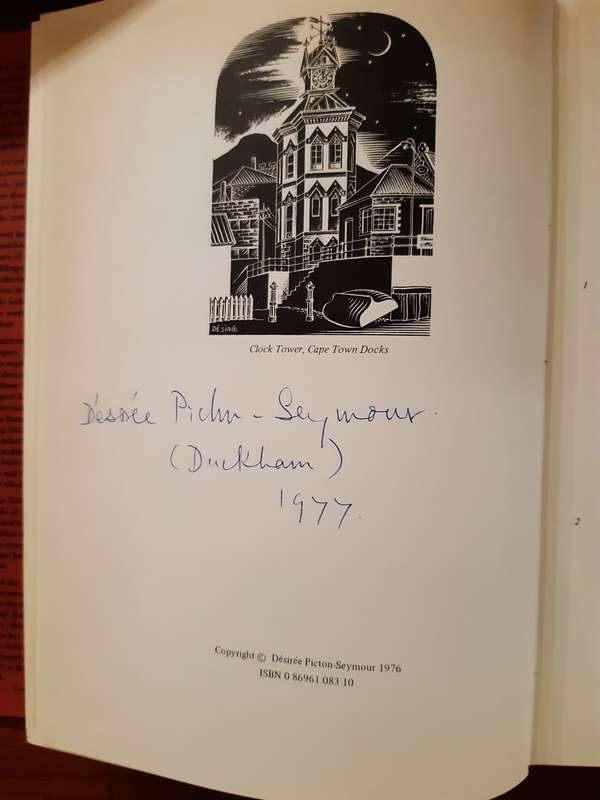 DÉSIRÉE
Clock Tower, Cape Town Docks
Désirée Picton-Seymour.
(Duckham)
1977.
Copyright © Désirée Picton-Seymour 1976
ISBN 0 86961 083 10
1
2